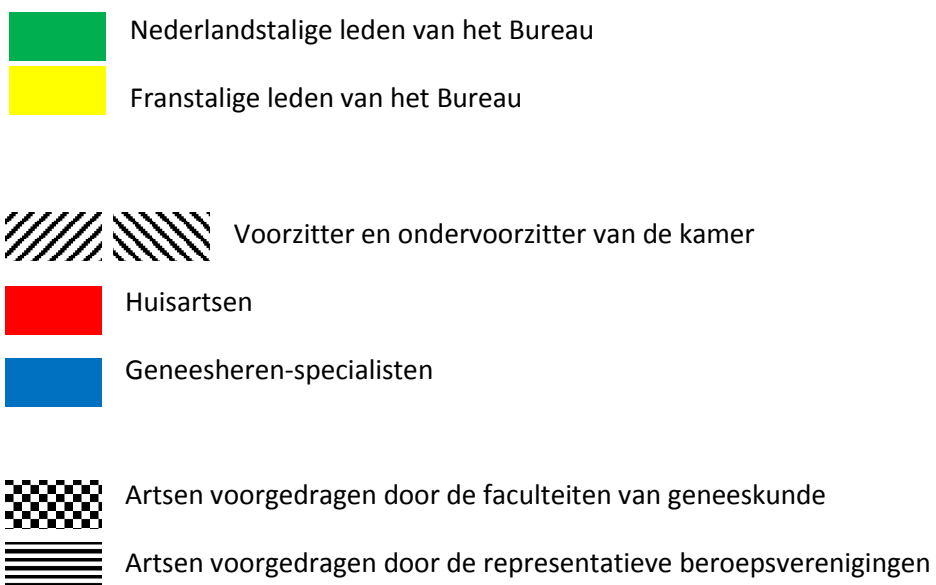 Nederlandstalige leden van het Bureau
Franstalige leden van het Bureau
Voorzitter en ondervoorzitter van de kamer
Huisartsen
Geneesheren-specialisten
Artsen voorgedragen door de faculteiten van geneeskunde
Artsen voorgedragen door de representatieve beroepsverenigingen